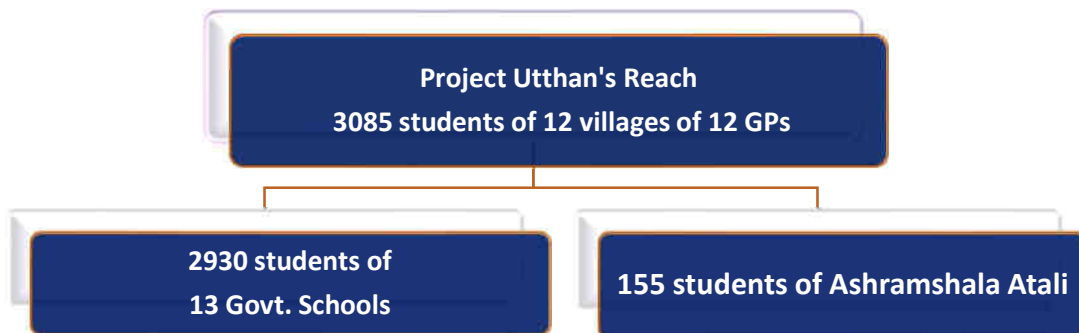 Project Utthan's Reach
3085 students of 12 villages of 12 GPs
2930 students of
13 Govt. Schools
155 students of Ashramshala Atali